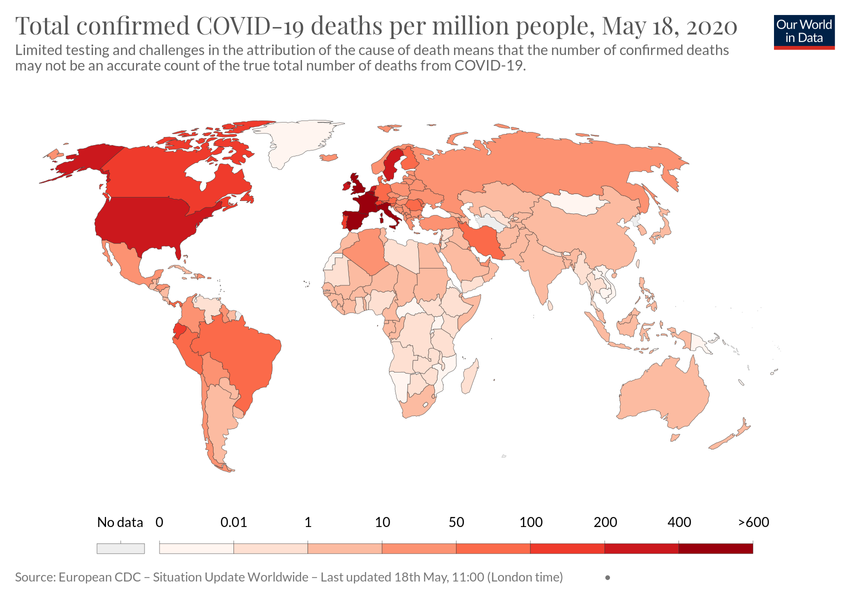 Total confirmed COVID-19 deaths per million people, May 18, 2020
Our World
in Data
Limited testing and challenges in the attribution of the cause of death means that the number of confirmed deaths
may not be an accurate count of the true total number of deaths from COVID-19.
No data 0 0.01 1 10 50 100 200 400 >600
Source: European CDC – Situation Update Worldwide – Last updated 18th May, 11:00 (London time) •